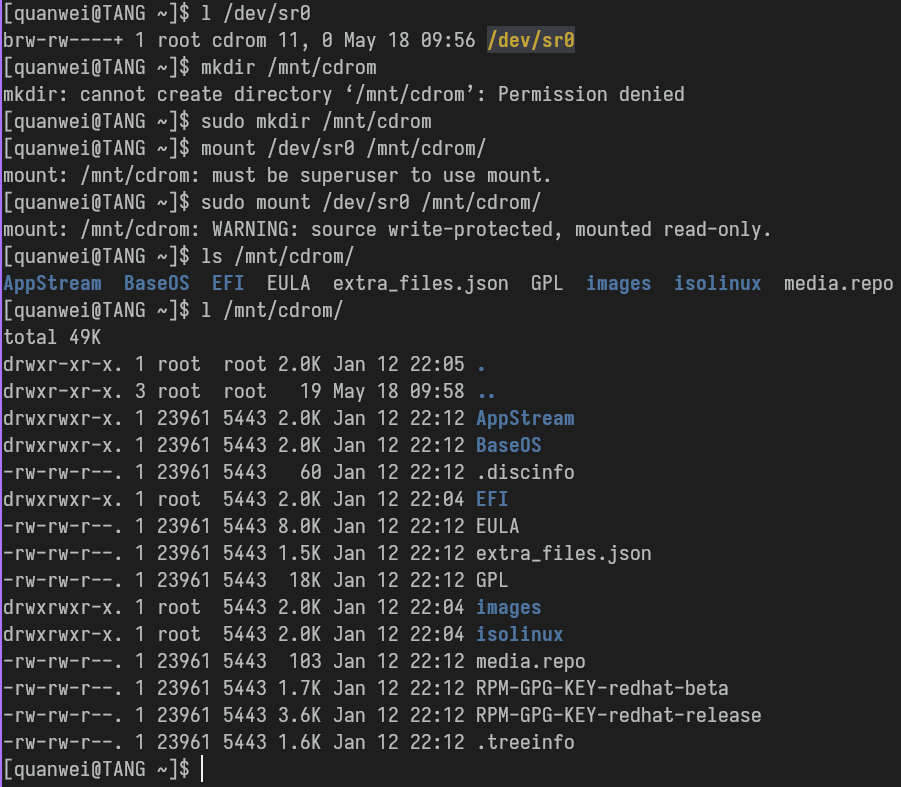 [quanwei@TANG ~]$ l /dev/sr0
brw-rw----+ 1 root cdrom 11, 0 May 18 09:56 /dev/sr0
[quanwei@TANG ~]$ mkdir /mnt/cdrom
mkdir: cannot create directory ‘/mnt/cdrom’: Permission denied
[quanwei@TANG ~]$ sudo mkdir /mnt/cdrom
[quanwei@TANG ~]$ mount /dev/sr0 /mnt/cdrom/
mount: /mnt/cdrom: must be superuser to use mount.
[quanwei@TANG ~]$ sudo mount /dev/sr0 /mnt/cdrom/
mount: /mnt/cdrom: WARNING: source write-protected, mounted read-only.
[quanwei@TANG ~]$ ls /mnt/cdrom/
AppStream  BaseOS  EFI  EULA  extra_files.json  GPL  images  isolinux  media.repo
[quanwei@TANG ~]$ l /mnt/cdrom/
total 49K
drwxr-xr-x. 1 root  root 2.0K Jan 12 22:05 .
drwxr-xr-x. 3 root  root   19 May 18 09:58 ..
drwxrwxr-x. 1 23961 5443 2.0K Jan 12 22:12 AppStream
drwxrwxr-x. 1 23961 5443 2.0K Jan 12 22:12 BaseOS
-rw-rw-r--. 1 23961 5443   60 Jan 12 22:12 .discinfo
drwxrwxr-x. 1 root  5443 2.0K Jan 12 22:04 EFI
-rw-rw-r--. 1 23961 5443 8.0K Jan 12 22:12 EULA
-rw-rw-r--. 1 23961 5443 1.5K Jan 12 22:12 extra_files.json
-rw-rw-r--. 1 23961 5443  18K Jan 12 22:12 GPL
drwxrwxr-x. 1 root  5443 2.0K Jan 12 22:04 images
drwxrwxr-x. 1 root  5443 2.0K Jan 12 22:04 isolinux
-rw-rw-r--. 1 23961 5443  103 Jan 12 22:12 media.repo
-rw-rw-r--. 1 23961 5443 1.7K Jan 12 22:12 RPM-GPG-KEY-redhat-beta
-rw-rw-r--. 1 23961 5443 3.6K Jan 12 22:12 RPM-GPG-KEY-redhat-release
-rw-rw-r--. 1 23961 5443 1.6K Jan 12 22:12 .treeinfo
[quanwei@TANG ~]$